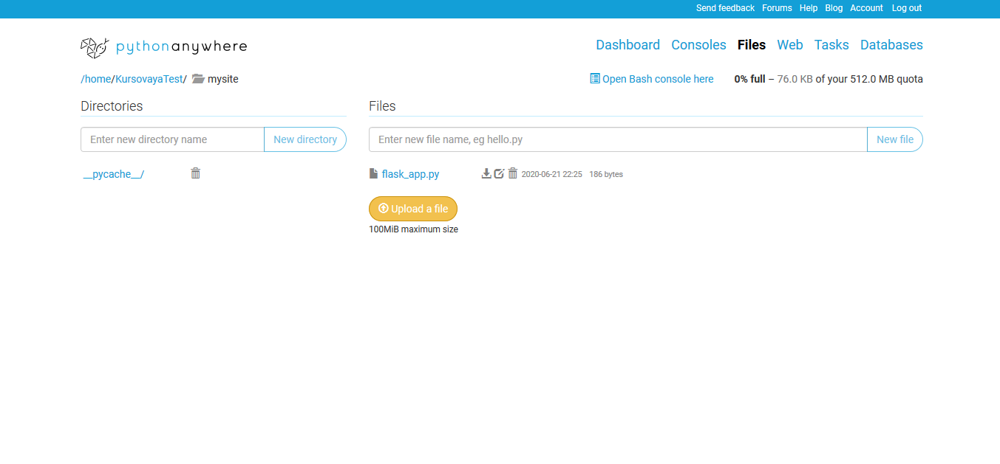 Send feedback Forums Help Blog Account Log out
pythonanywhere
Dashboard Consoles Files Web Tasks Databases
/home/KursovayaTest/ mysite
Open Bash console here 0% full – 76.0 KB of your 512.0 MB quota
Directories
Enter new directory name New directory
__pycache__/
Files
Enter new file name, eg hello.py New file
flask_app.py 2020-06-21 22:25 186 bytes
Upload a file
100MiB maximum size